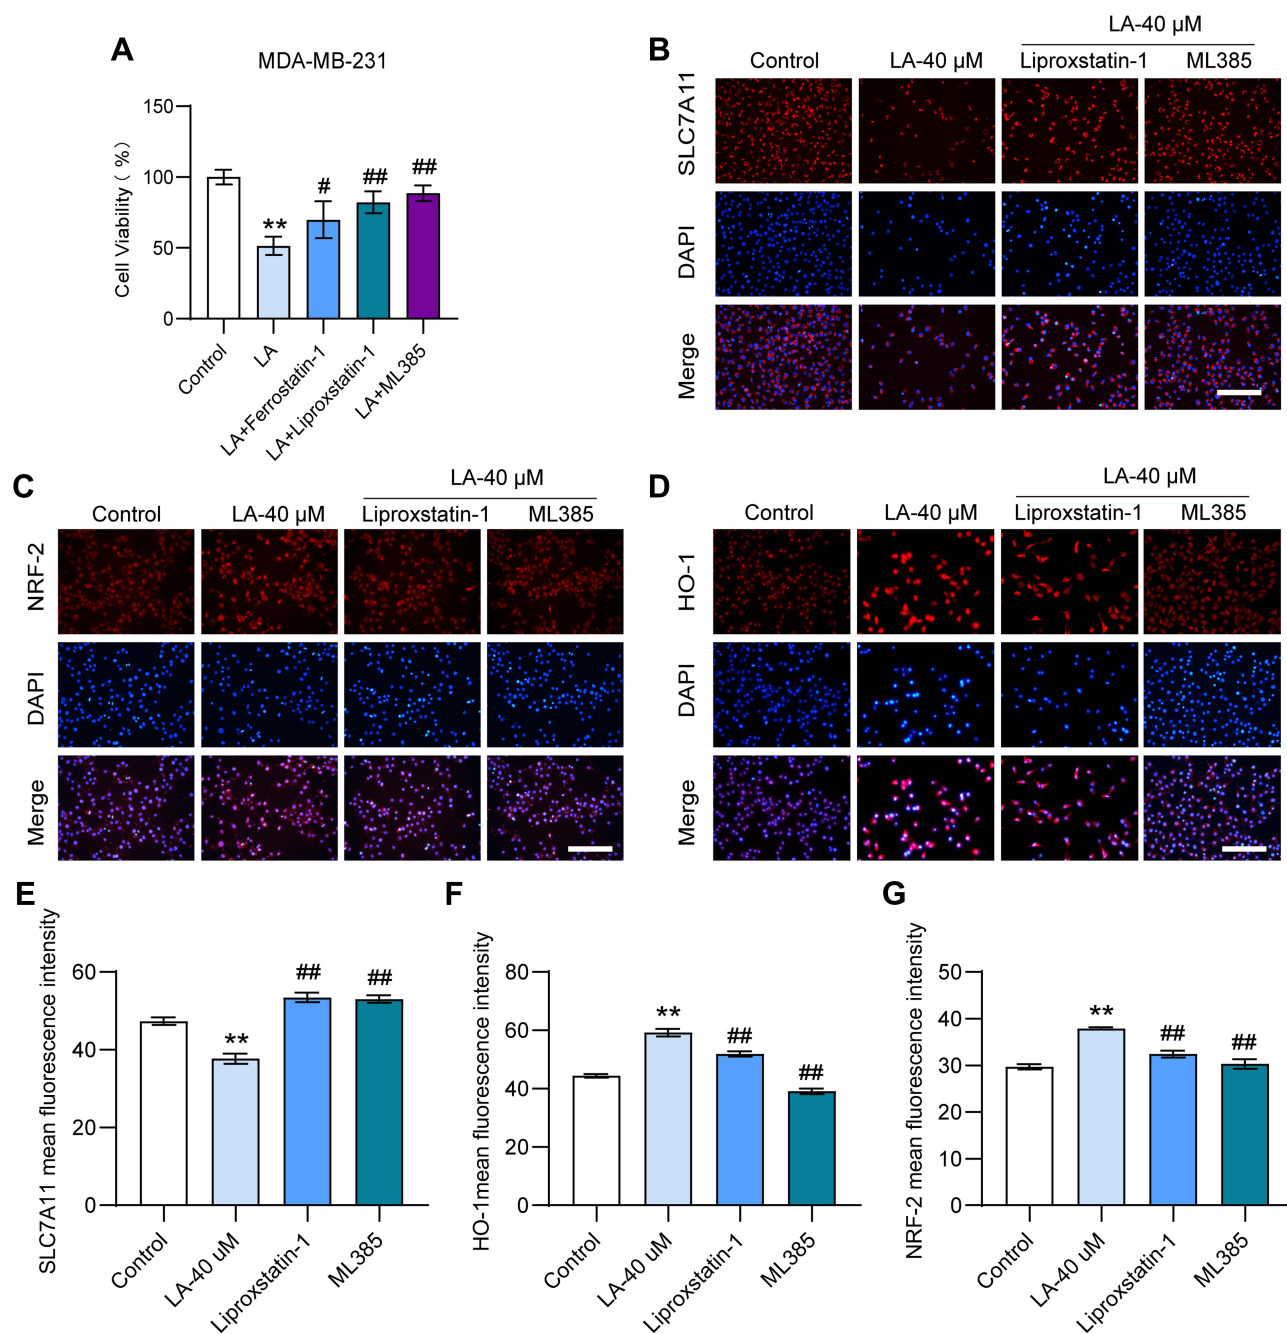 A
MDA-MB-231
Cell Viability ( %)
150
100
50
0
**
#
##
##
Control
LA
LA+Ferrostatin-1
LA+Liproxstatin-1
LA+ML385
B
LA-40 µM
Control
LA-40 µM
Liproxstatin-1
ML385
SLC7A11
DAPI
Merge
C
LA-40 µM
Control
LA-40 µM
Liproxstatin-1
ML385
NRF-2
DAPI
Merge
D
LA-40 µM
Control
LA-40 µM
Liproxstatin-1
ML385
HO-1
DAPI
Merge
E
SLC7A11 mean fluorescence intensity
60
40
20
0
**
##
##
Control
LA-40 uM
Liproxstatin-1
ML385
F
HO-1mean fluorescence intensity
80
60
40
20
0
**
##
##
Control
LA-40 uM
Liproxstatin-1
ML385
G
NRF-2 mean fluorescence intensity
50
40
30
20
10
0
**
##
##
Control
LA-40 uM
Liproxstatin-1
ML385